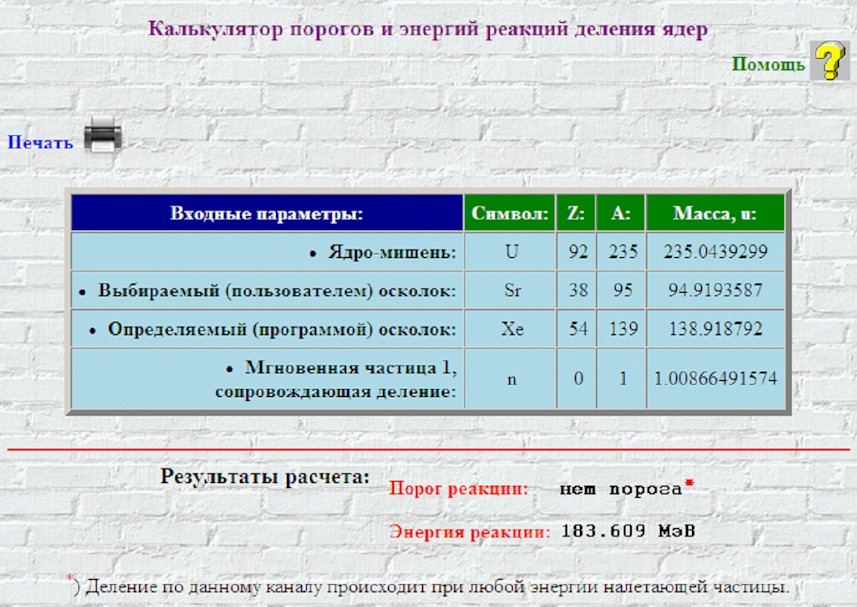 Калькулятор порогов и энергий реакций деления ядер
Помощь
Печать
Входные параметры: Символ: Z: A: Масса, u:
• Ядро-мишень: U 92 235 235.0439299
• Выбираемый (пользователем) осколок: Sr 38 95 94.9193587
• Определяемый (программой) осколок: Xe 54 139 138.918792
• Мгновенная частица 1,
сопровождающая деление: n 0 1 1.00866491574
Результаты расчета:
Порог реакции: нет порога*
Энергия реакции: 183.609 МэВ
*) Деление по данному каналу происходит при любой энергии налетающей частицы.